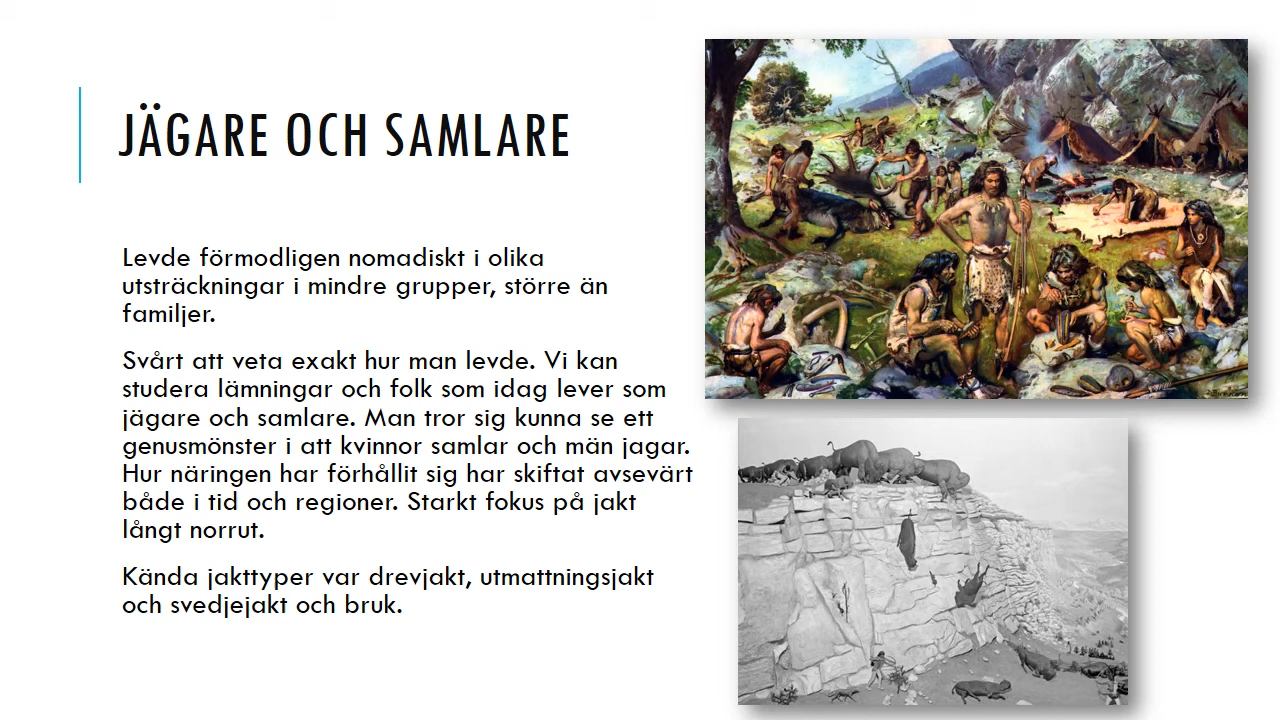 JÄGARE OCH SAMLARE
Levde förmodligen nomadiskt i olika
utsträckningar i mindre grupper, större än
familjer.
Svårt att veta exakt hur man levde. Vi kan
studera lämningar och folk som idag lever som
jägare och samlare. Man tror sig kunna se ett
genusmönster i att kvinnor samlar och män jagar.
Hur näringen har förhållit sig har skiftat avsevärt
både i tid och regioner. Starkt fokus på jakt
långt norrut.
Kända jakttyper var drevjakt, utmattningsjakt
och svedjejakt och bruk.